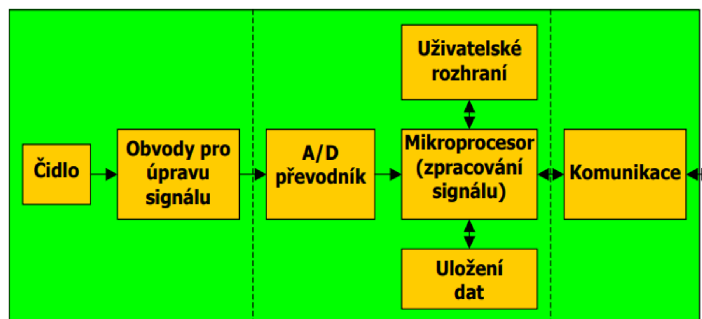 Čidlo
Obvody pro
úpravu
signálu
A/D
převodník
Uživatelské
rozhraní
Mikroprocesor
(zpracování
signálu)
Uložení
dat
Komunikace